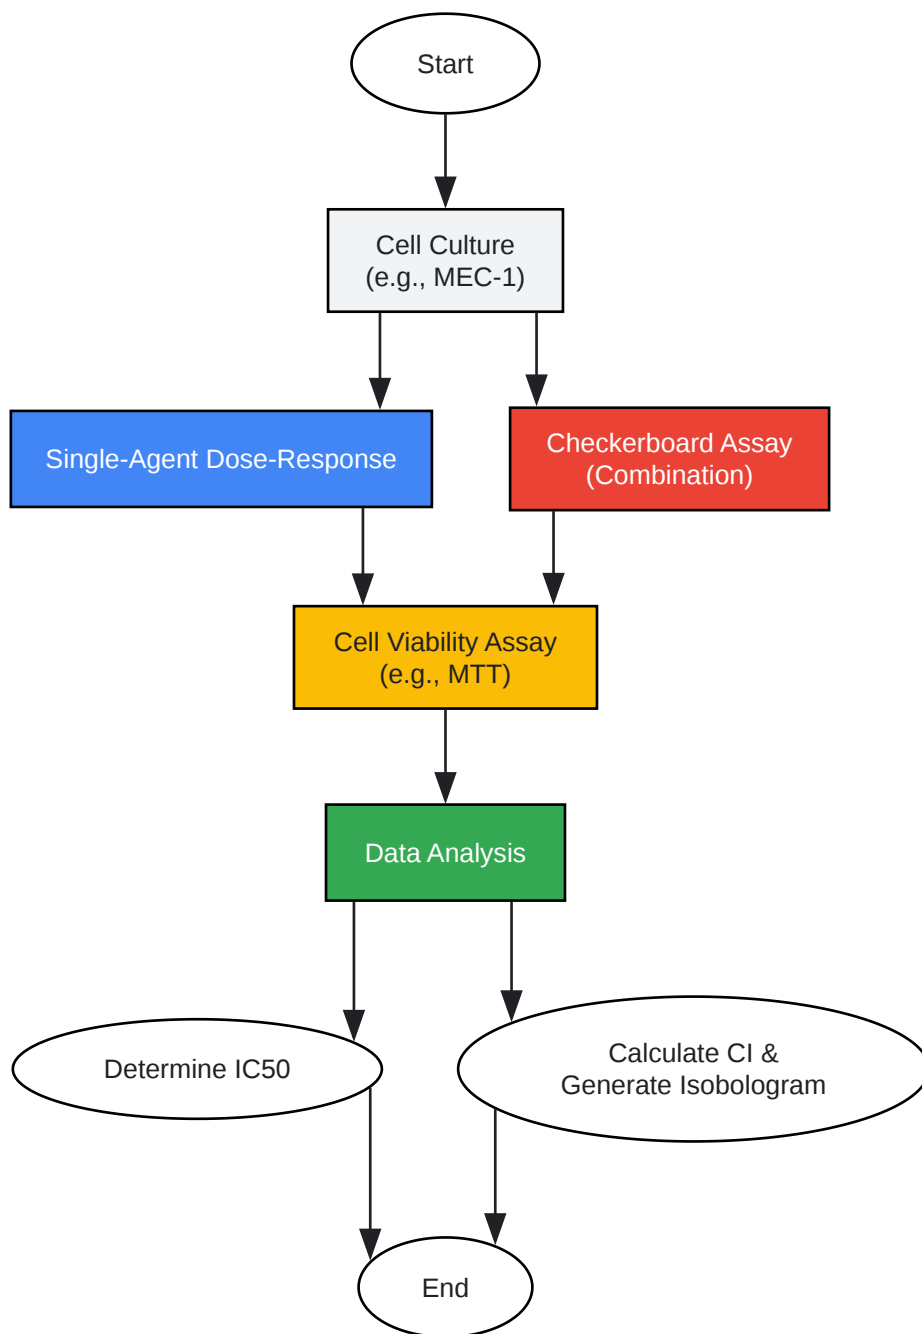 Start
Cell Culture
(e.g., MEC-1)
Single-Agent Dose-Response
Checkerboard Assay
(Combination)
Cell Viability Assay
(e.g., MTT)
Data Analysis
Determine IC50
Calculate CI &
Generate Isobologram
End